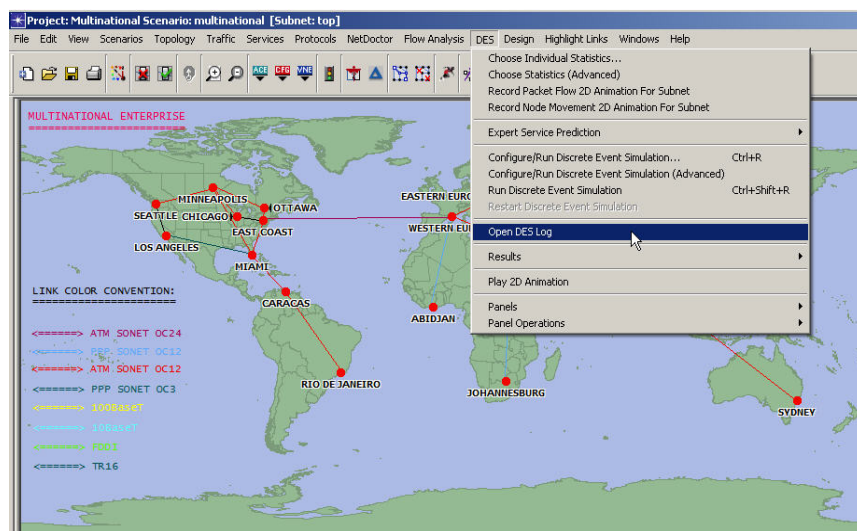 Project: Multinational Scenario: multinational [Subnet: top]
File Edit View Scenarios Topology Traffic Services Protocols NetDoctor Flow Analysis DES Design Highlight Links Windows Help
ACE CFG VNE
Choose Individual Statistics...
Choose Statistics (Advanced)
Record Packet Flow 2D Animation For Subnet
Record Node Movement 2D Animation For Subnet
Expert Service Prediction
Configure/Run Discrete Event Simulation... Ctrl+R
Configure/Run Discrete Event Simulation (Advanced)
Run Discrete Event Simulation Ctrl+Shift+R
Restart Discrete Event Simulation
Open DES Log
Results
Play 2D Animation
Panels
Panel Operations
MULTINATIONAL ENTERPRISE
======================
MINNEAPOLIS
EASTERN EURO
SEATTLE CHICAGO OTTAWA
EAST COAST
WESTERN EU
LOS ANGELES
MIAMI
CARACAS
ABIDJAN
RIO DE JANEIRO
JOHANNESBURG
SYDNEY
LINK COLOR CONVENTION:
=====================
<======> ATM SONET OC24
<======> PPP SONET OC12
<======> ATM SONET OC12
<======> PPP SONET OC3
<======> 100BaseT
<======> 10BaseT
<======> FDDI
<======> TR16